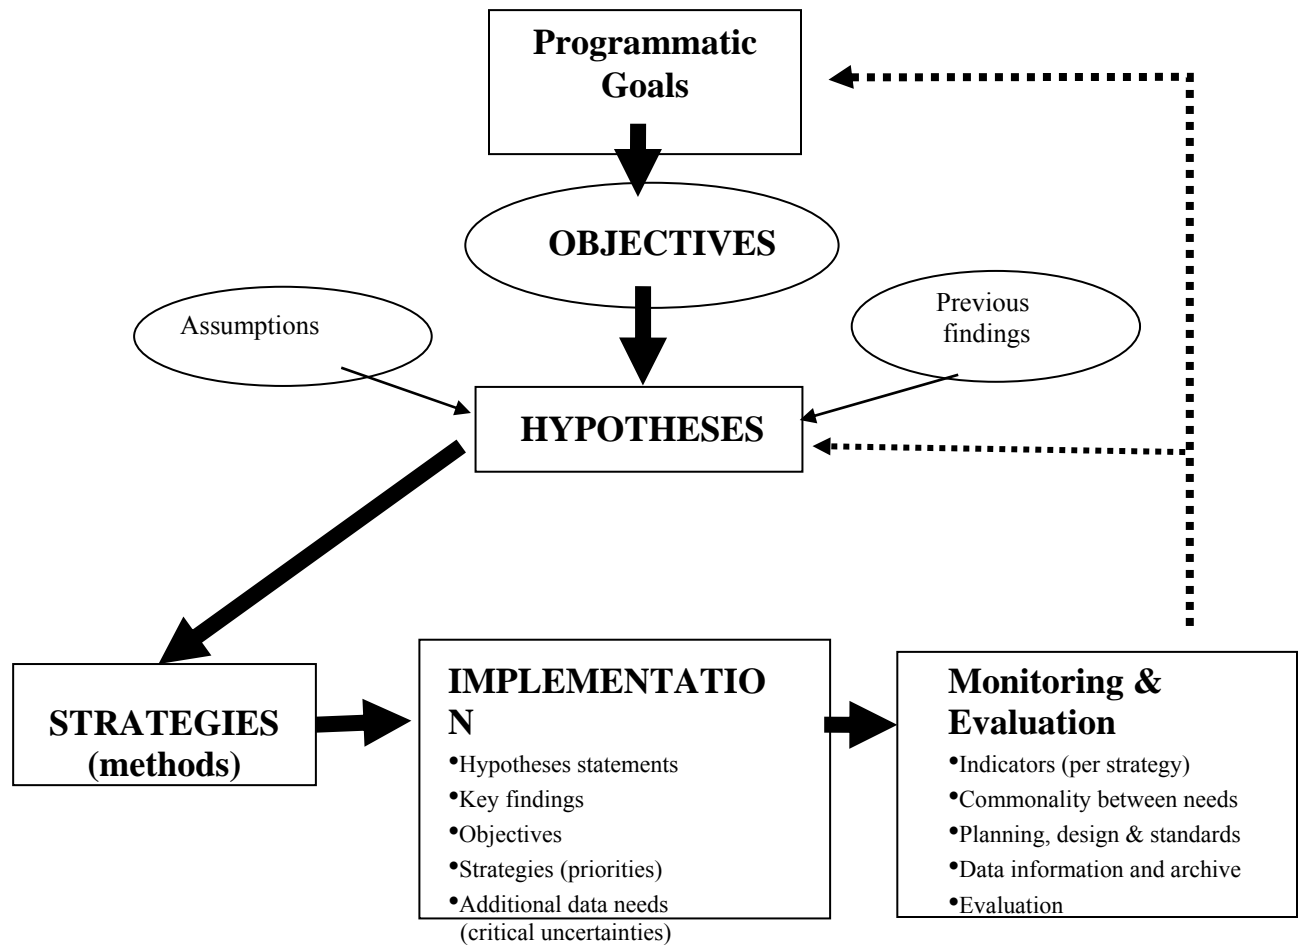 Programmatic
Goals
OBJECTIVES
Assumptions
Previous
findings
HYPOTHESES
STRATEGIES
(methods)
IMPLEMENTATIO
N
•Hypotheses statements
•Key findings
•Objectives
•Strategies (priorities)
•Additional data needs
(critical uncertainties)
Monitoring &
Evaluation
•Indicators (per strategy)
•Commonality between needs
•Planning, design & standards
•Data information and archive
•Evaluation